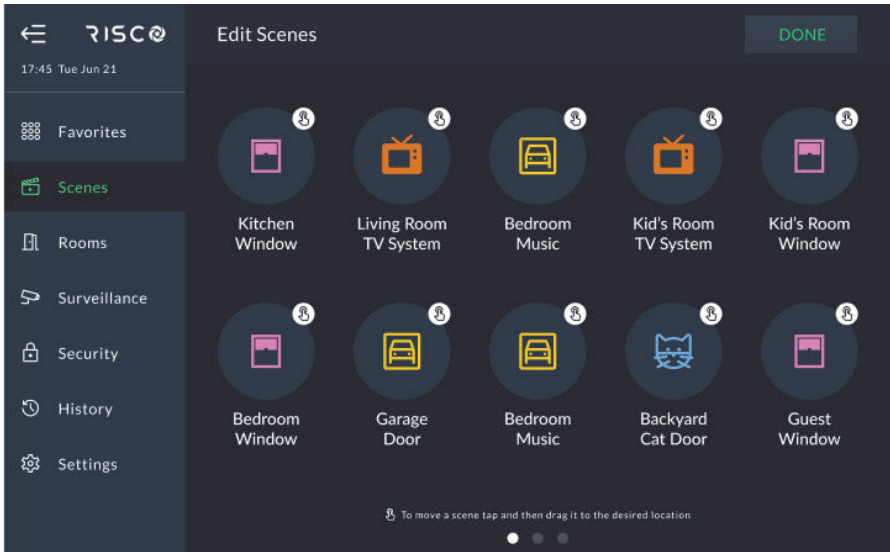 RISCO
Edit Scenes
DONE
17:45 Tue Jun 21
Favorites
Scenes
Rooms
Surveillance
Security
History
Settings
Kitchen
Window
Living Room
TV System
Bedroom
Music
Kid's Room
TV System
Kid's Room
Window
Bedroom
Window
Garage
Door
Bedroom
Music
Backyard
Cat Door
Guest
Window
To move a scene tap and then drag it to the desired location